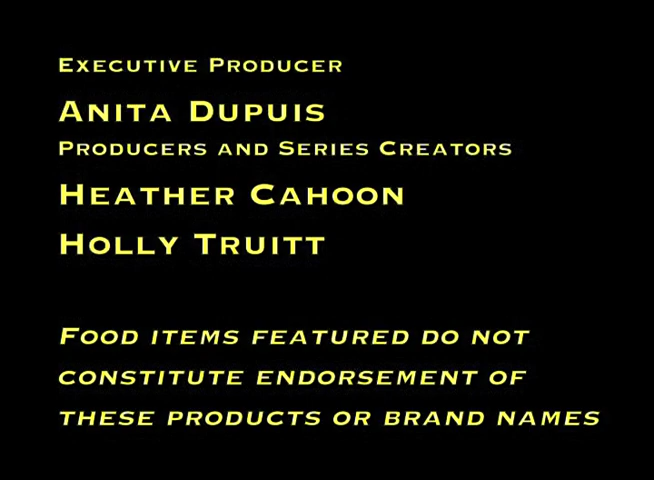 Executive Producer
Anita Dupuis
Producers and Series Creators
Heather Cahoon
Holly Truitt
Food items featured do not
constitute endorsement of
these products or brand names